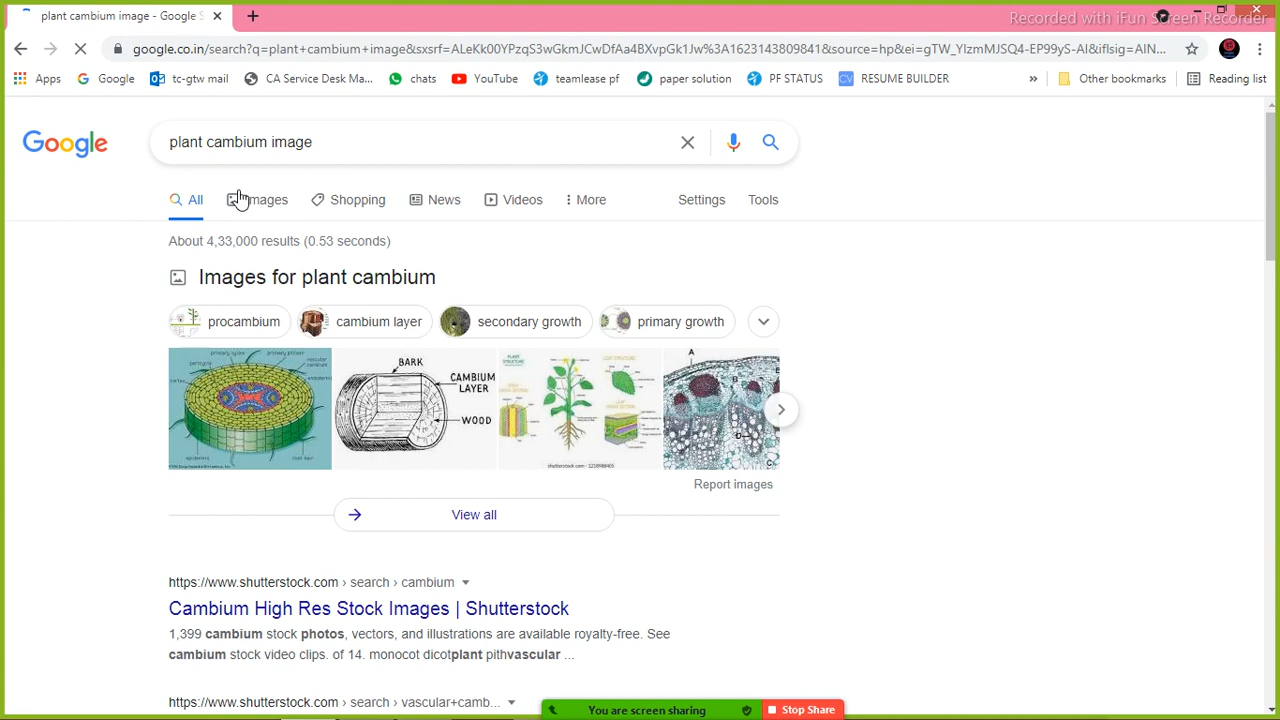 plant cambium image - Google S
Recorded with iFun Screen Recorder
google.co.in/search?q=plant+cambium+image&sxsrf=ALeKk00YPzqS3wGkmJCwDfAa4BXvpGk1Jw%3A1623143809841&source=hp&ei=gTW_YIzmMJSQ4-EP99yS-AI&iflsig=AIN...
Apps Google tc-gtw mail CA Service Desk Ma... chats YouTube teamlease pf paper solution PF STATUS CV RESUME BUILDER » Other bookmarks Reading list
Google plant cambium image
All Images Shopping News Videos More Settings Tools
About 4,33,000 results (0.53 seconds)
Images for plant cambium
procambium cambium layer secondary growth primary growth
BARK
CAMBIUM
LAYER
WOOD
PLANT STRUCTURE
shutterstock.com · 1218988405
A
B
D
C
Report images
View all
https://www.shutterstock.com › search › cambium
Cambium High Res Stock Images | Shutterstock
1,399 cambium stock photos, vectors, and illustrations are available royalty-free. See
cambium stock video clips. of 14. monocot dicotplant pithvascular ...
https://www.shutterstock.com › search › vascular+camb...
You are screen sharing Stop Share